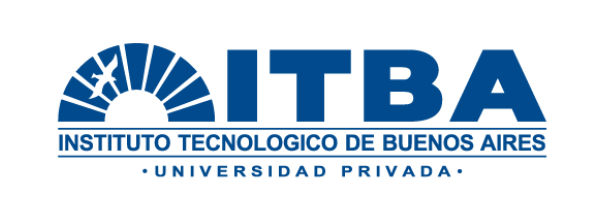 ITBA
INSTITUTO TECNOLOGICO DE BUENOS AIRES
·UNIVERSIDAD PRIVADA·